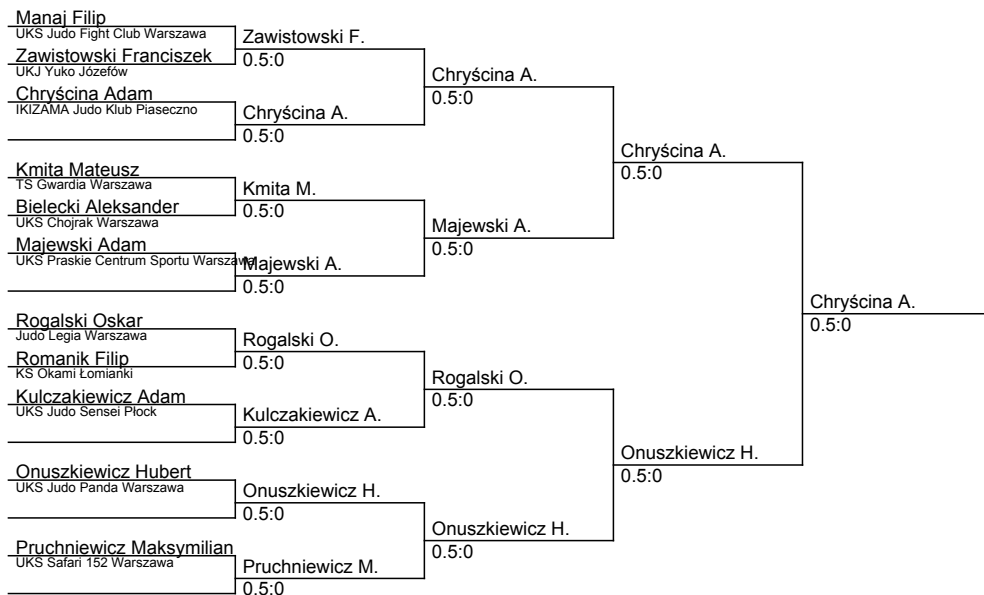 Manaj Filip
UKS Judo Fight Club Warszawa
Zawistowski Franciszek
UKJ Yuko Józefów
Chryścina Adam
IKIZAMA Judo Klub Piaseczno
Kmita Mateusz
TS Gwardia Warszawa
Bielecki Aleksander
UKS Chojrak Warszawa
Majewski Adam
UKS Praskie Centrum Sportu Warszawa
Rogalski Oskar
Judo Legia Warszawa
Romanik Filip
KS Okami Łomianki
Kulczakiewicz Adam
UKS Judo Sensei Płock
Onuszkiewicz Hubert
UKS Judo Panda Warszawa
Pruchniewicz Maksymilian
UKS Safari 152 Warszawa
Zawistowski F.
0.5:0
Chryścina A.
0.5:0
Kmita M.
0.5:0
Majewski A.
0.5:0
Rogalski O.
0.5:0
Kulczakiewicz A.
0.5:0
Onuszkiewicz H.
0.5:0
Pruchniewicz M.
0.5:0
Chryścina A.
0.5:0
Majewski A.
0.5:0
Rogalski O.
0.5:0
Onuszkiewicz H.
0.5:0
Chryścina A.
0.5:0
Onuszkiewicz H.
0.5:0
Chryścina A.
0.5:0